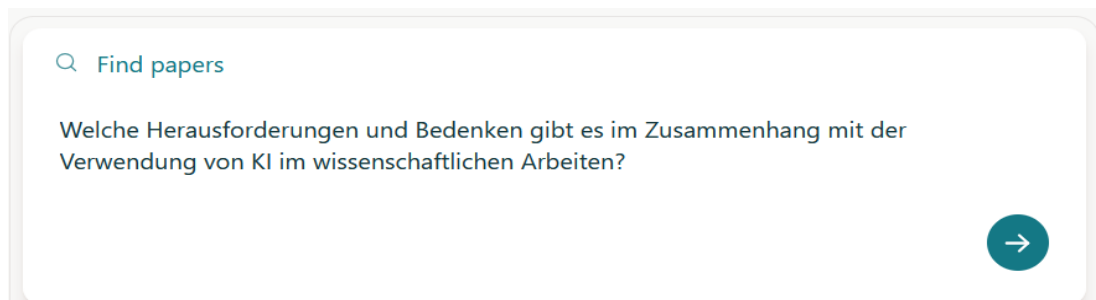 Find papers
Welche Herausforderungen und Bedenken gibt es im Zusammenhang mit der
Verwendung von KI im wissenschaftlichen Arbeiten?